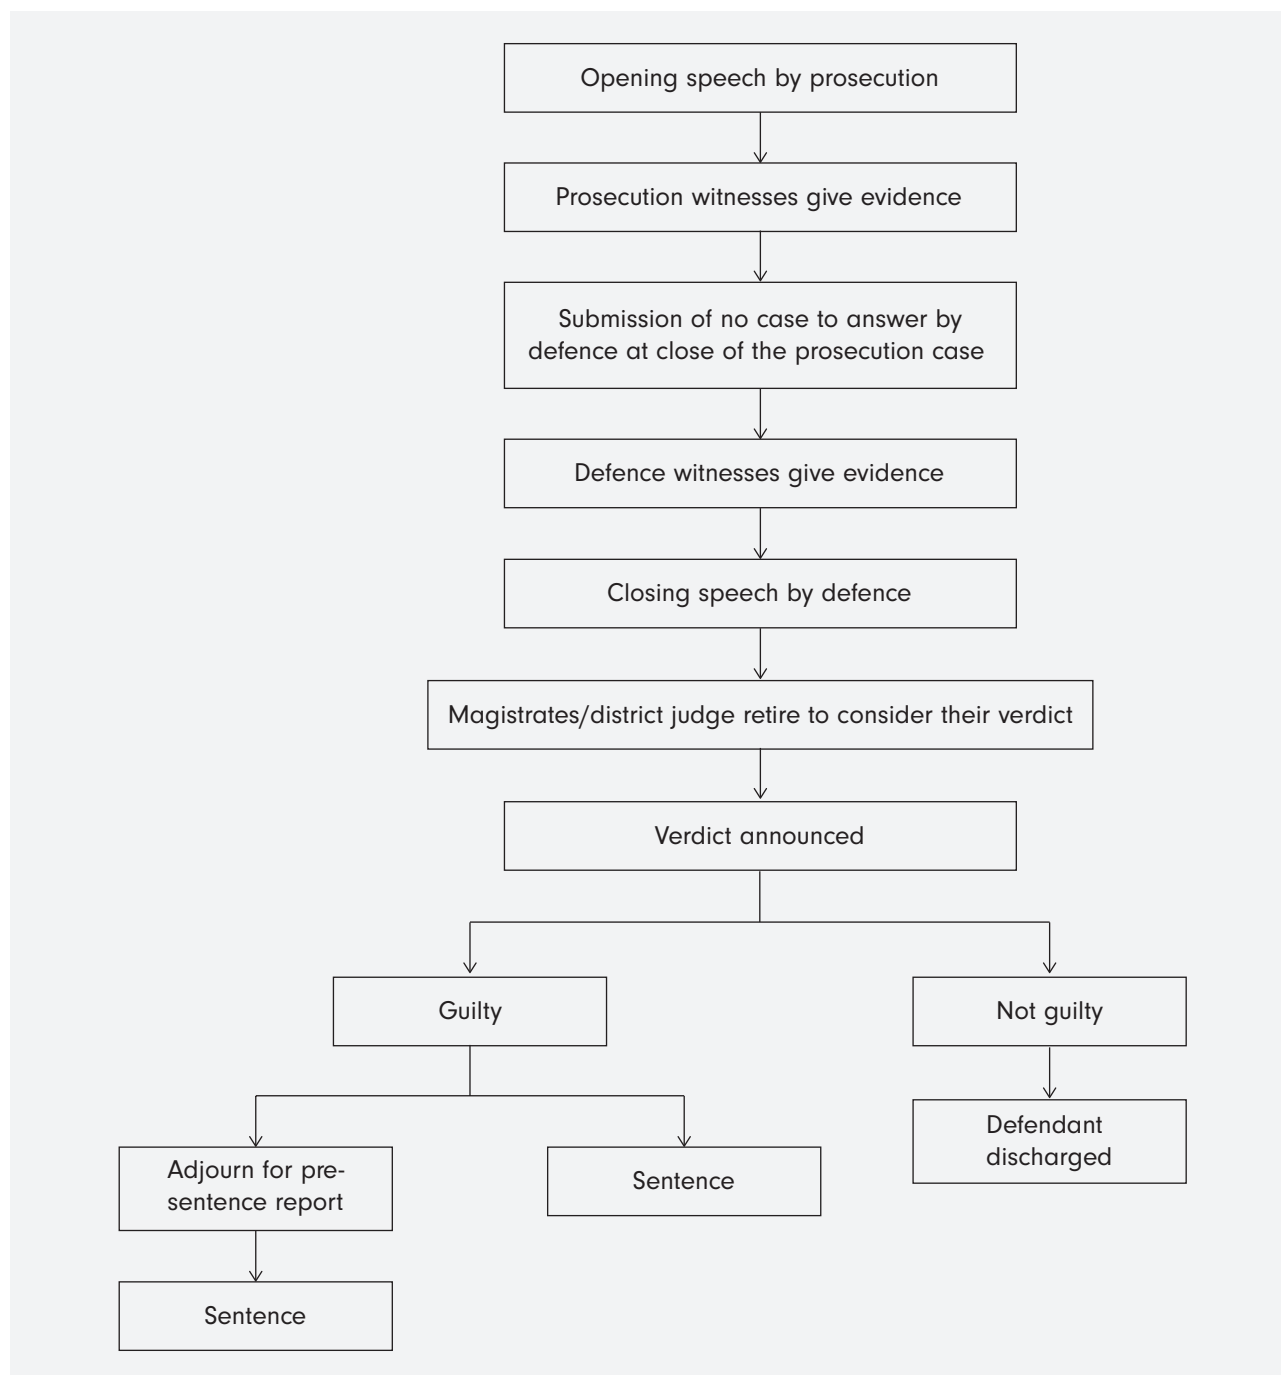 Opening speech by prosecution
Prosecution witnesses give evidence
Submission of no case to answer by
defence at close of the prosecution case
Defence witnesses give evidence
Closing speech by defence
Magistrates/district judge retire to consider their verdict
Verdict announced
Guilty
Not guilty
Adjourn for pre-
sentence report
Sentence
Defendant
discharged
Sentence